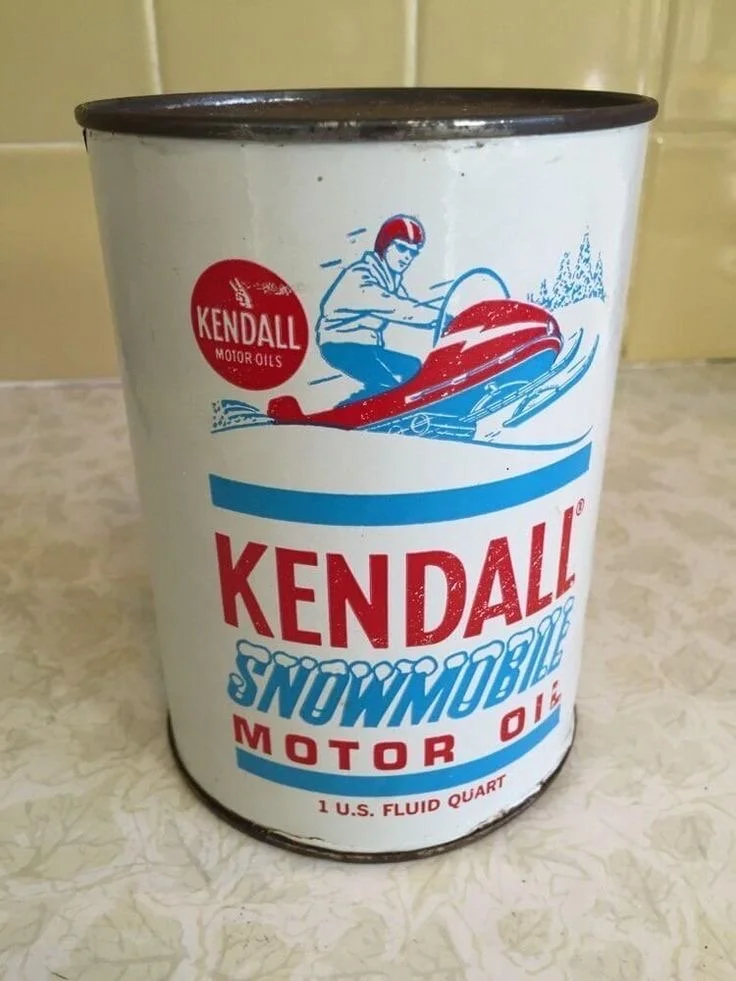 KENDALL
MOTOR OILS
KENDALL®
SNOWMOBILE
MOTOR OIL
1 U.S. FLUID QUART